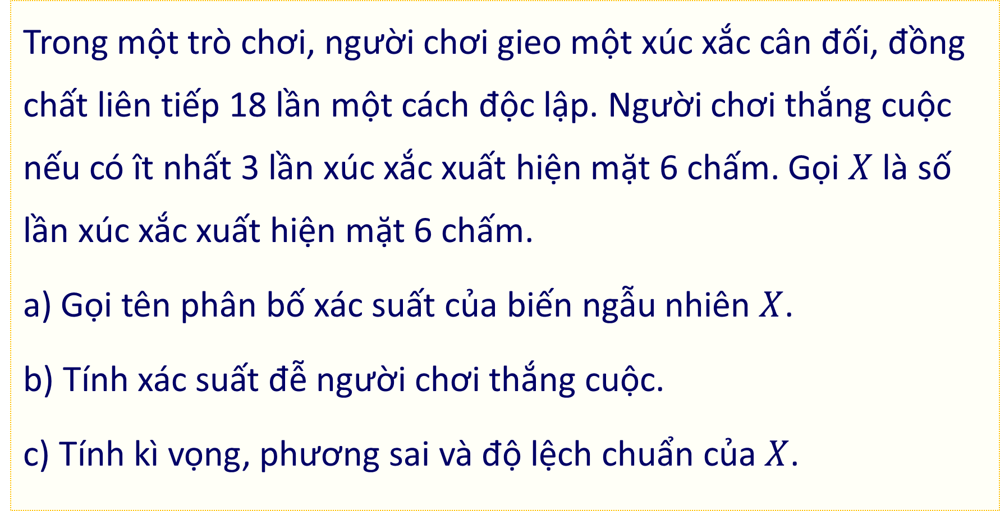 Trong một trò chơi, người chơi gieo một xúc xắc cân đối, đồng
chất liên tiếp 18 lần một cách độc lập. Người chơi thắng cuộc
nếu có ît nhất 3 lần xúc xắc xuất hiện mặt 6 chấm. Gọi X là số
lần xúc xắc xuất hiện mặt 6 chấm.
a) Gọi tên phân bố xác suất của biến ngẫu nhiên X.
b) Tính xác suất đễ người chơi thắng cuộc.
c) Tính kì vọng, phương sai và độ lệch chuẩn của X.